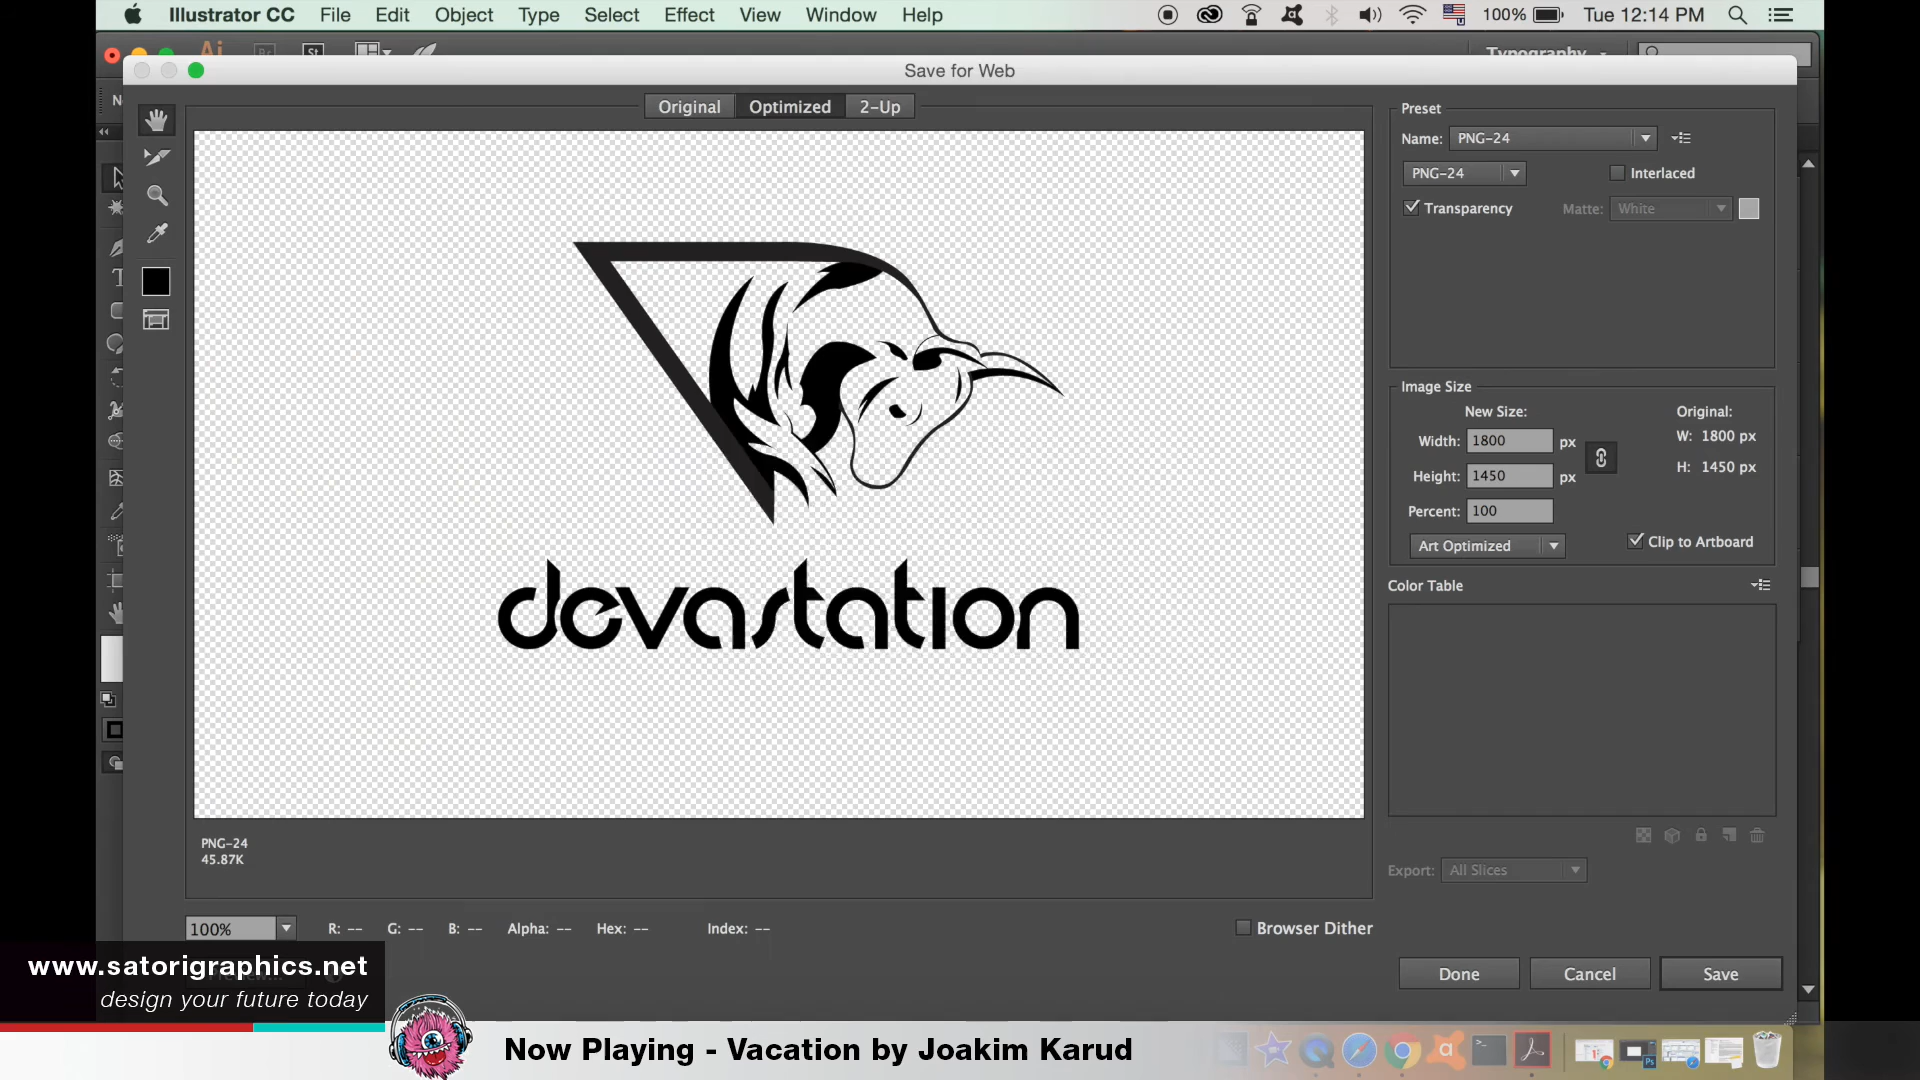 Illustrator CC File Edit Object Type Select Effect View Window Help 100% Tue 12:14 PM
Ai Br St Typography
Save for Web
Original Optimized 2-Up
Preset
Name: PNG-24
PNG-24 Interlaced
Transparency Matte: White
Image Size
New Size: Original:
Width: 1800 px W: 1800 px
Height: 1450 px H: 1450 px
Percent: 100
Art Optimized Clip to Artboard
Color Table
devastation
PNG-24
45.87K
Export: All Slices
100% R: -- G: -- B: -- Alpha: -- Hex: -- Index: -- Browser Dither
Done Cancel Save
www.satorigraphics.net
design your future today
Now Playing - Vacation by Joakim Karud